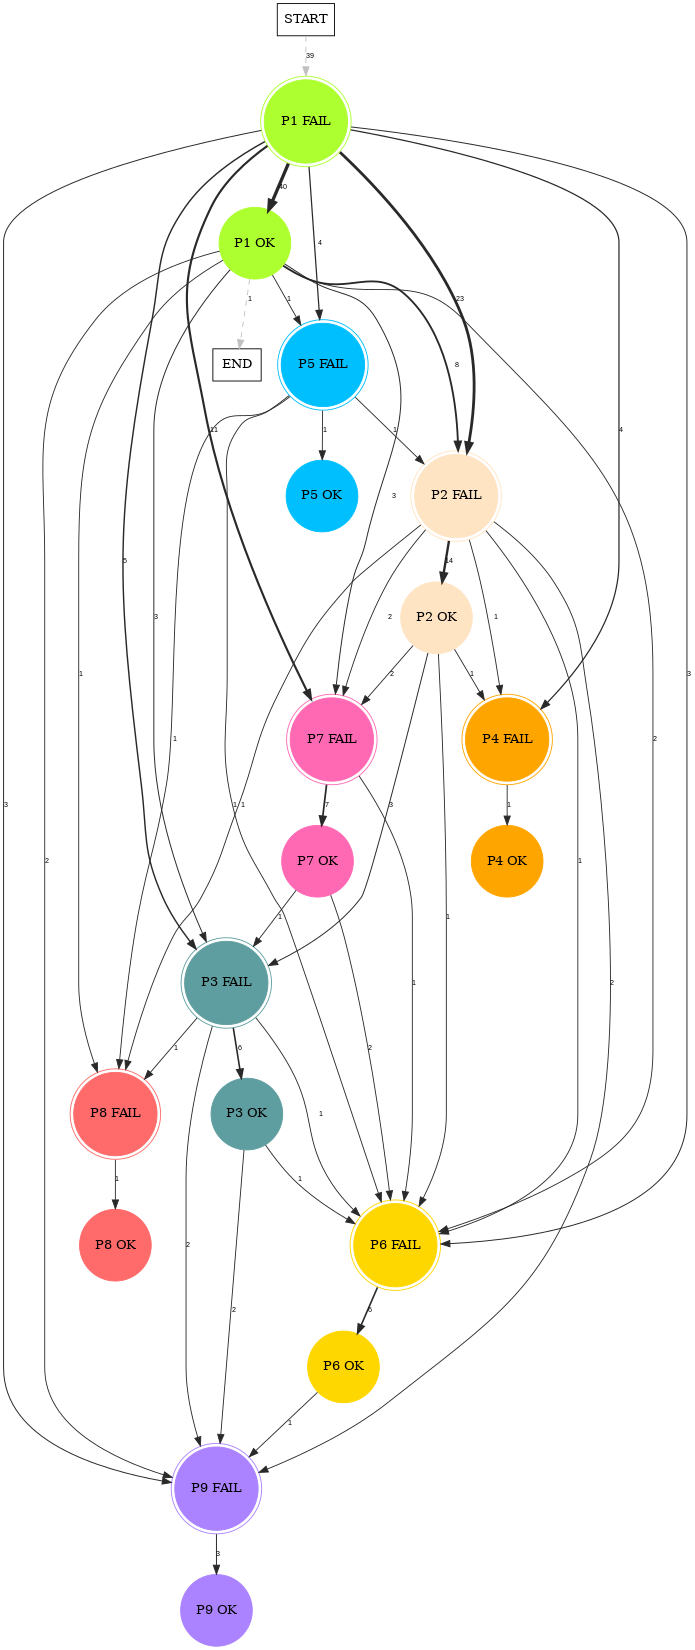 START
39
P1 FAIL
40
P1 OK
4
23
1
1
END
P5 FAIL
8
11
1
1
4
P5 OK
P2 FAIL
3
5
14
3
2
1
P2 OK
1
2
1
3
P7 FAIL
P4 FAIL
1
2
3
2
1
1
7
3
1
P7 OK
P4 OK
1
1
P3 FAIL
1
2
1
6
2
P8 FAIL
P3 OK
1
1
1
P8 OK
2
P6 FAIL
2
6
P6 OK
1
P9 FAIL
3
P9 OK